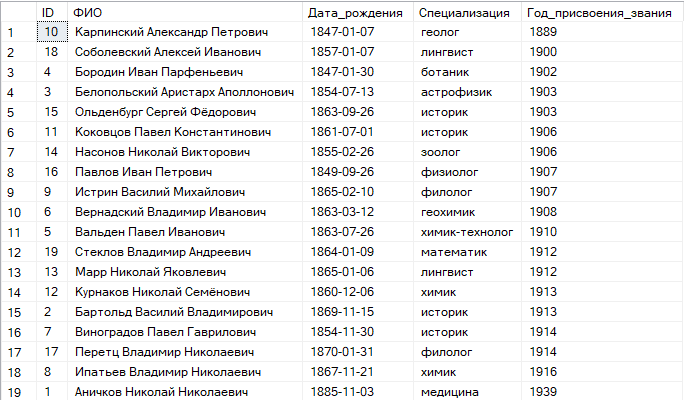 ID ФИО Дата_рождения Специализация Год_присвоения_звания
1 10 Карпинский Александр Петрович 1847-01-07 геолог 1889
2 18 Соболевский Алексей Иванович 1857-01-07 лингвист 1900
3 4 Бородин Иван Парфеньевич 1847-01-30 ботаник 1902
4 3 Белопольский Аристарх Аполлонович 1854-07-13 астрофизик 1903
5 15 Ольденбург Сергей Фёдорович 1863-09-26 историк 1903
6 11 Коковцов Павел Константинович 1861-07-01 историк 1906
7 14 Насонов Николай Викторович 1855-02-26 зоолог 1906
8 16 Павлов Иван Петрович 1849-09-26 физиолог 1907
9 9 Истрин Василий Михайлович 1865-02-10 филолог 1907
10 6 Вернадский Владимир Иванович 1863-03-12 геохимик 1908
11 5 Вальден Павел Иванович 1863-07-26 химик-технолог 1910
12 19 Стеклов Владимир Андреевич 1864-01-09 математик 1912
13 13 Марр Николай Яковлевич 1865-01-06 лингвист 1912
14 12 Курнаков Николай Семёнович 1860-12-06 химик 1913
15 2 Бартольд Василий Владимирович 1869-11-15 историк 1913
16 7 Виноградов Павел Гаврилович 1854-11-30 историк 1914
17 17 Перетц Владимир Николаевич 1870-01-31 филолог 1914
18 8 Ипатьев Владимир Николаевич 1867-11-21 химик 1916
19 1 Аничков Николай Николаевич 1885-11-03 медицина 1939